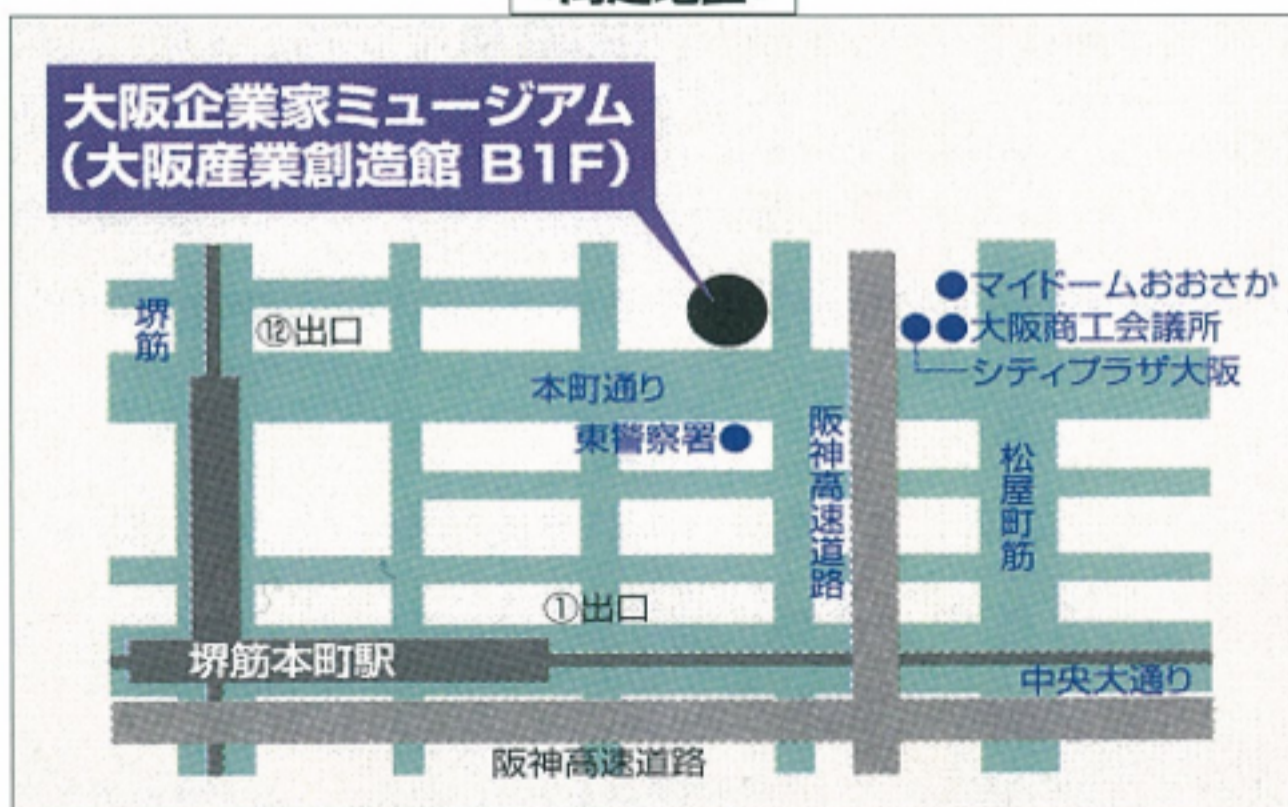 大阪企業家ミュージアム
（大阪産業創造館 B1F）
堺筋
⑫出口
マイドームおおさか
大阪商工会議所
シティプラザ大阪
本町通り
東警察署
阪神高速道路
松屋町筋
①出口
堺筋本町駅
中央大通り
阪神高速道路